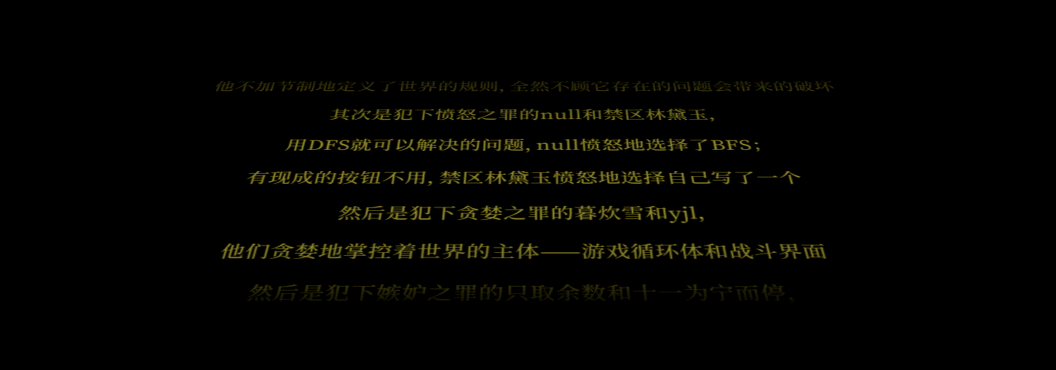 他不加节制地定义了世界的规则, 全然不顾它存在的问题会带来的破坏
其次是犯下愤怒之罪的null和禁区林黛玉,
用DFS就可以解决的问题, null愤怒地选择了BFS;
有现成的按钮不用, 禁区林黛玉愤怒地选择自己写了一个
然后是犯下贪婪之罪的暮炊雪和yjl,
他们贪婪地掌控着世界的主体——游戏循环体和战斗界面
然后是犯下嫉妒之罪的只取余数和十一为宁而停,